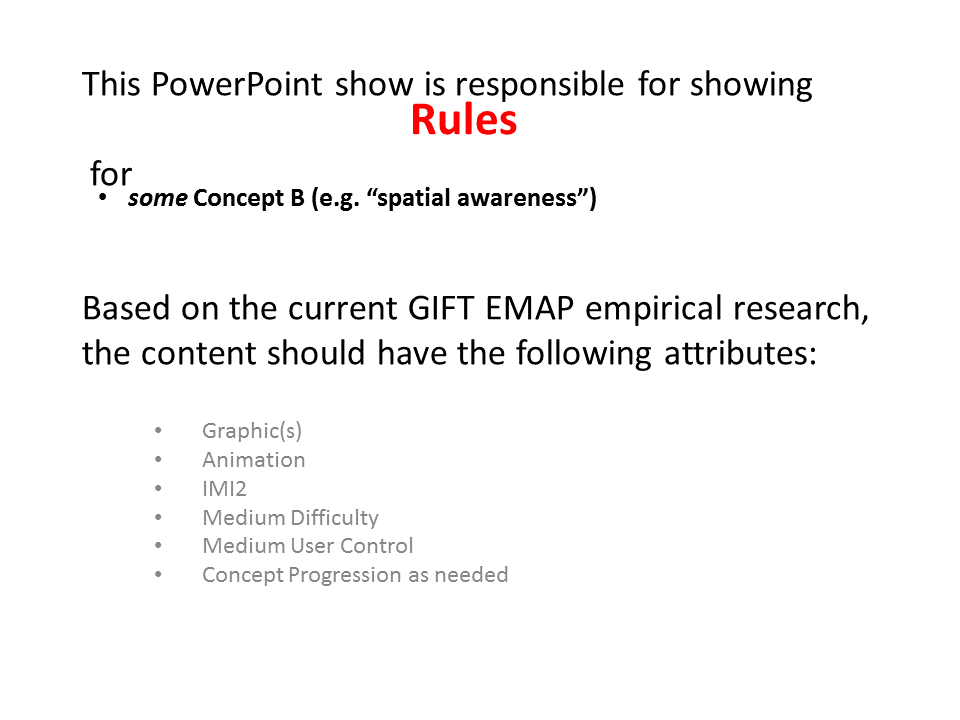 This PowerPoint show is responsible for showing
Rules
for
• some Concept B (e.g. “spatial awareness”)
Based on the current GIFT EMAP empirical research,
the content should have the following attributes:
• Graphic(s)
• Animation
• IMI2
• Medium Difficulty
• Medium User Control
• Concept Progression as needed